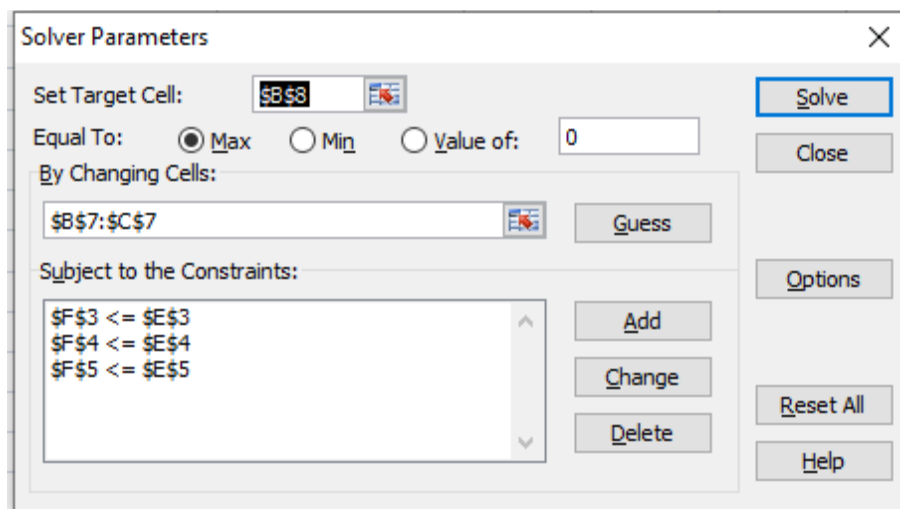 Solver Parameters
Set Target Cell: $B$8
Solve
Equal To: Max Min Value of: 0
Close
By Changing Cells:
$B$7:$C$7
Guess
Subject to the Constraints:
Options
$F$3 <= $E$3
$F$4 <= $E$4
$F$5 <= $E$5
Add
Change
Delete
Reset All
Help